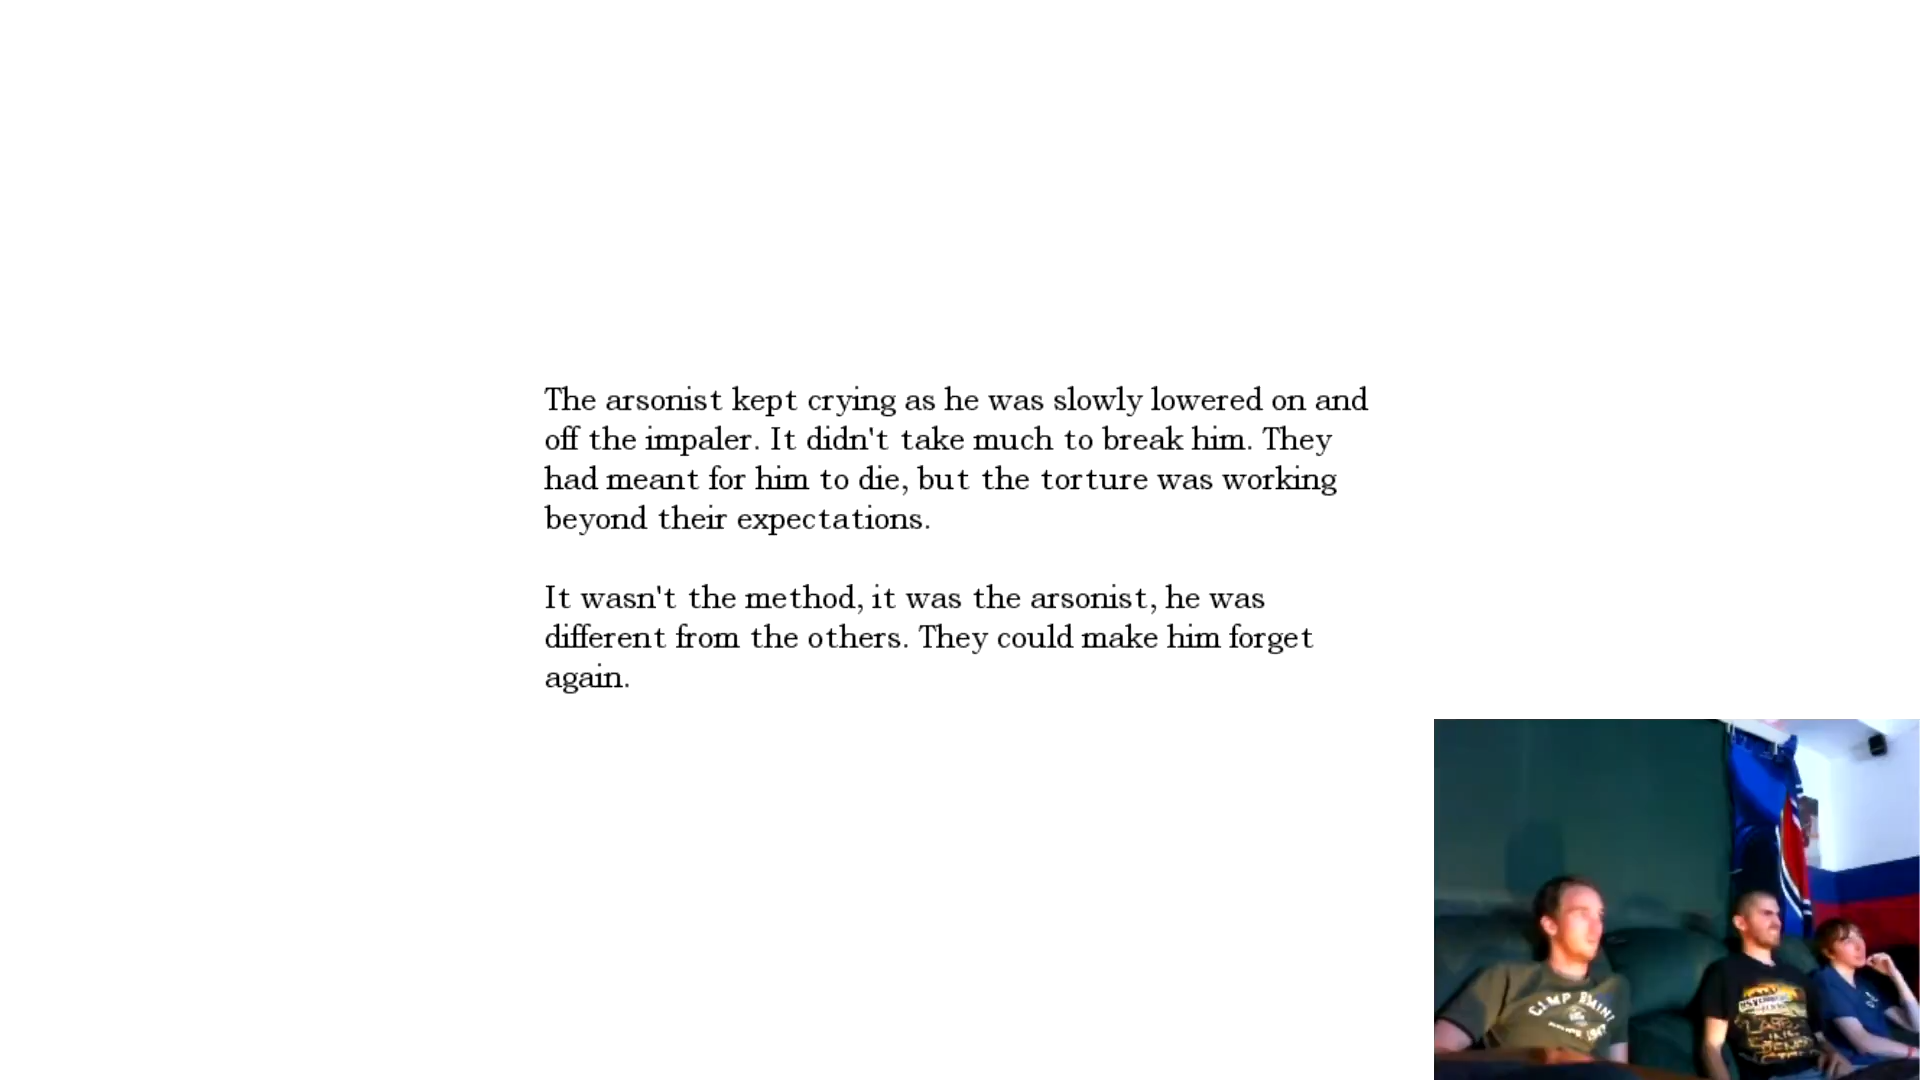 The arsonist kept crying as he was slowly lowered on and
off the impaler. It didn't take much to break him. They
had meant for him to die, but the torture was working
beyond their expectations.
It wasn't the method, it was the arsonist, he was
different from the others. They could make him forget
again.